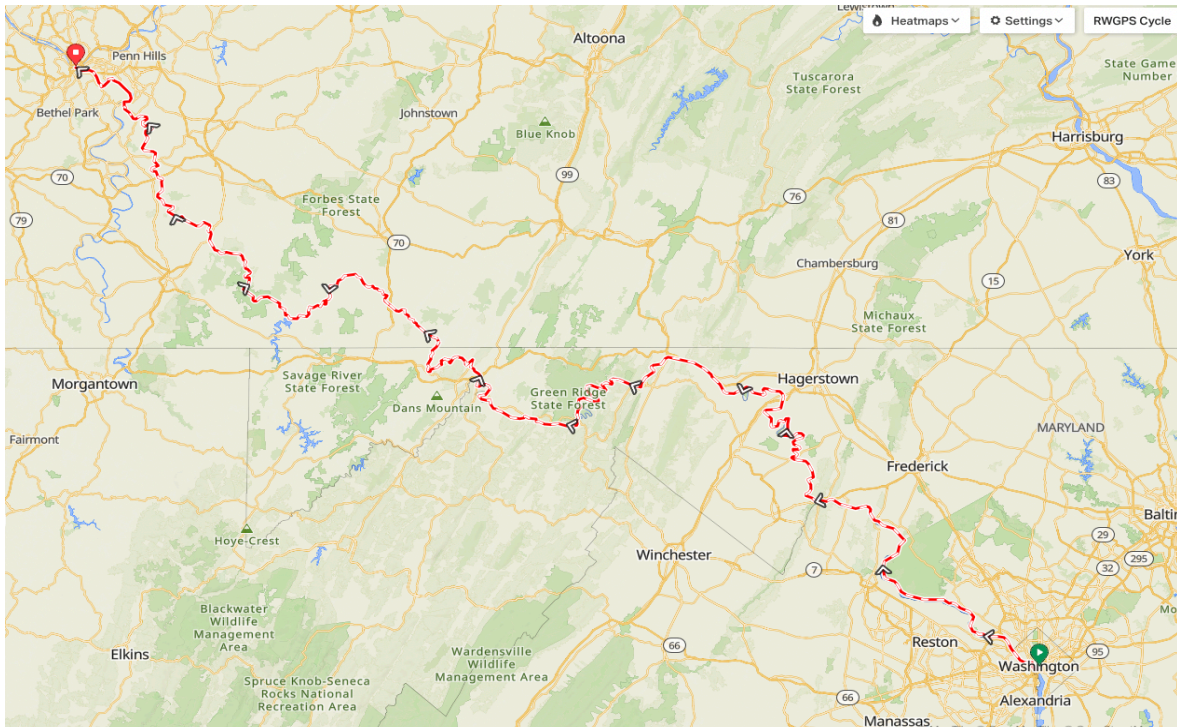 Lewistown
Heatmaps
Settings
RWGPS Cycle
Altoona
Penn Hills
State Game
Number
Tuscarora
State Forest
Bethel Park
Johnstown
Blue Knob
Harrisburg
70
99
76
83
Forbes State
Forest
79
81
70
York
Chambersburg
15
Michaux
State Forest
Savage River
State Forest
Hagerstown
Morgantown
Green Ridge
State Forest
Dans Mountain
MARYLAND
Fairmont
Frederick
Baltim
Hoye-Crest
29
Winchester
295
7
32
Blackwater
Wildlife
Management
Area
Mo
Reston
66
95
Elkins
Wardensville
Wildlife
Management Area
Washington
Spruce Knob-Seneca
Rocks National
Recreation Area
66
Alexandria
Manassas